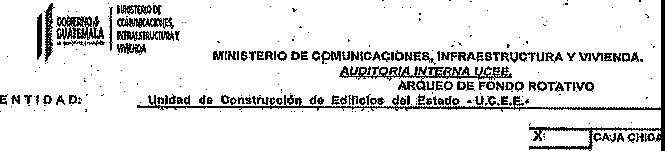 GOBIERNO DE
GUATEMALA
MINISTERIO DE
COMUNICACIONES,
INFRAESTRUCTURA Y
VIVIENDA
MINISTERIO DE COMUNICACIONES, INFRAESTRUCTURA Y VIVIENDA.
AUDITORIA INTERNA UCEE.
ARQUEO DE FONDO ROTATIVO
ENTIDAD: Unidad de Construcción de Edificios del Estado - U.C.E.E.-
X CAJA CHICA